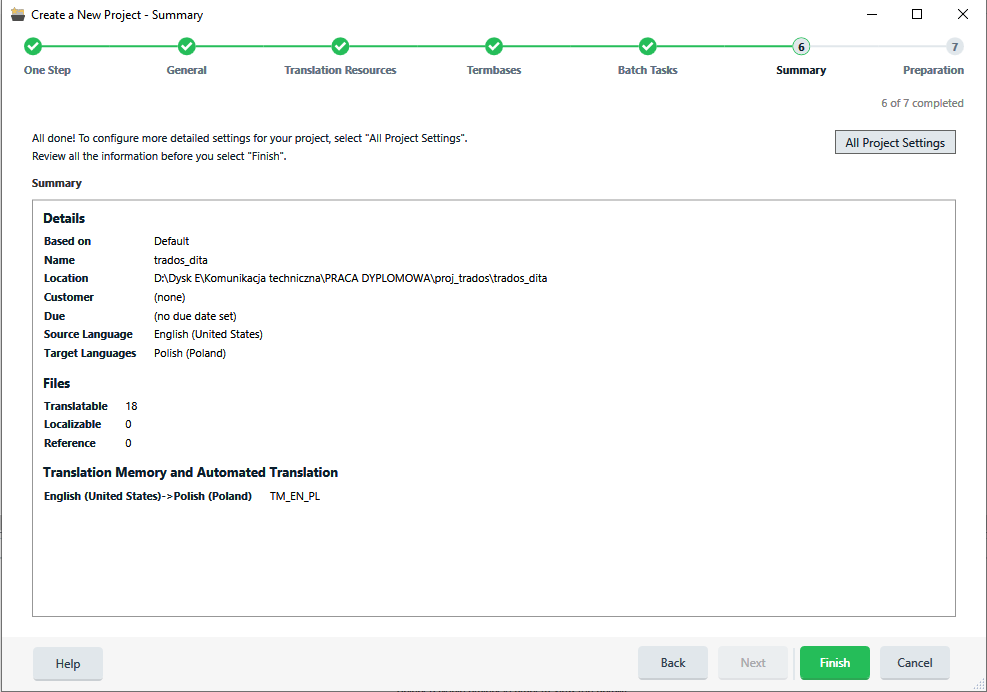 Create a New Project - Summary
6
7
One Step
General
Translation Resources
Termbases
Batch Tasks
Summary
Preparation
6 of 7 completed
All done! To configure more detailed settings for your project, select "All Project Settings".
Review all the information before you select "Finish".
All Project Settings
Summary
Details
Based on Default
Name trados_dita
Location D:\Dysk E\Komunikacja techniczna\PRACA DYPLOMOWA\proj_trados\trados_dita
Customer (none)
Due (no due date set)
Source Language English (United States)
Target Languages Polish (Poland)
Files
Translatable 18
Localizable 0
Reference 0
Translation Memory and Automated Translation
English (United States)->Polish (Poland) TM_EN_PL
Help
Back
Next
Finish
Cancel